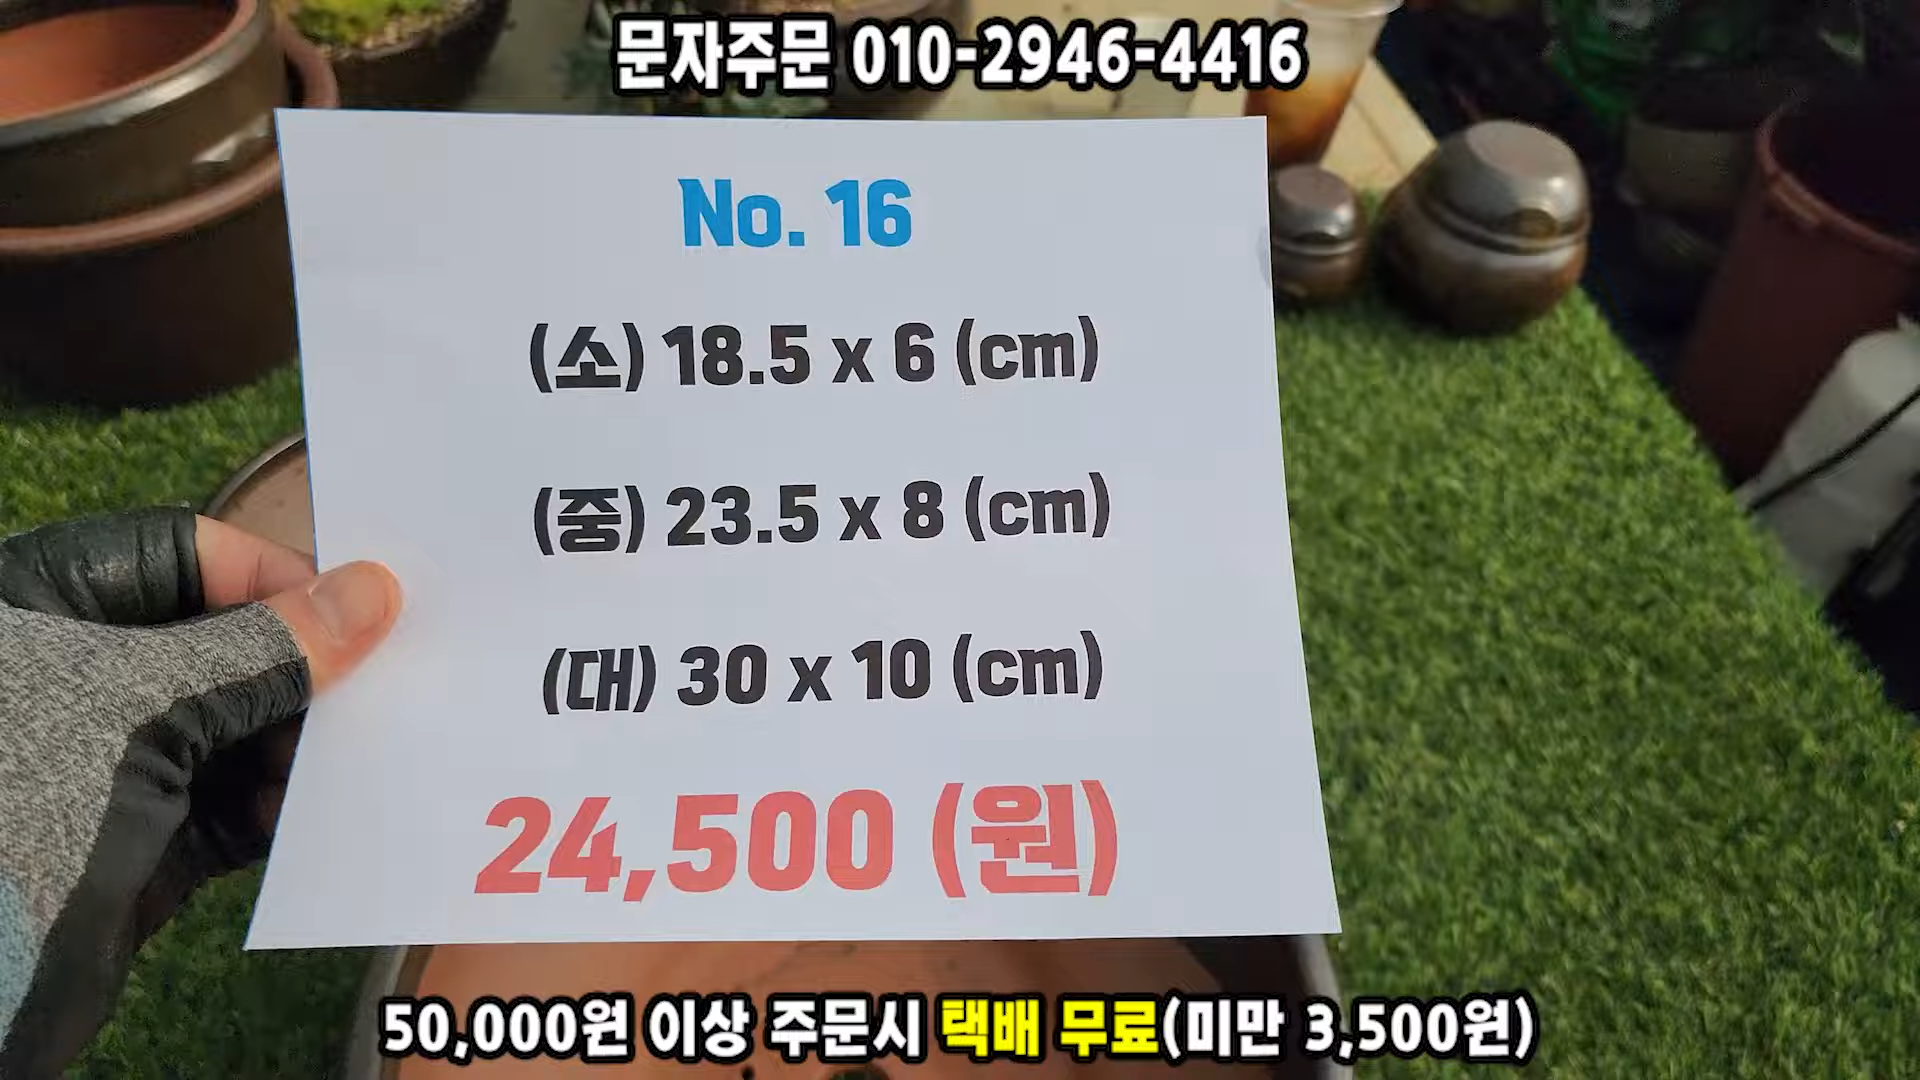 문자주문 010-2946-4416
No. 16
(소) 18.5 x 6 (cm)
(중) 23.5 x 8 (cm)
(대) 30 x 10 (cm)
24,500 (원)
50,000원 이상 주문시 택배 무료(미만 3,500원)